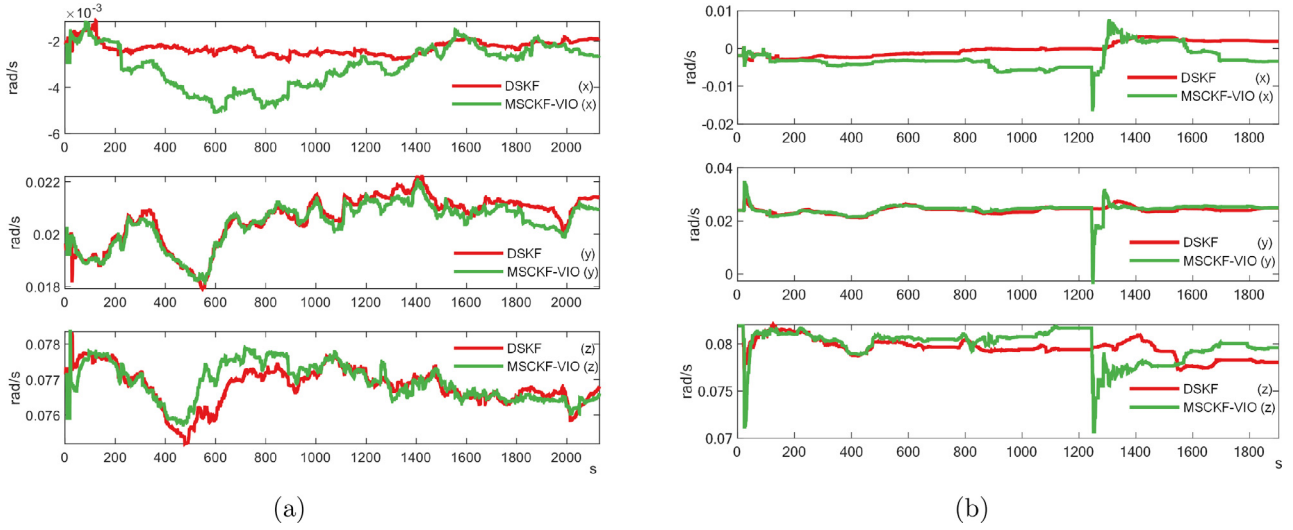 ×10⁻³
-2
-4
-6
rad/s
DSKF (x)
MSCKF-VIO (x)
0 200 400 600 800 1000 1200 1400 1600 1800 2000
0.022
0.02
0.018
rad/s
DSKF (y)
MSCKF-VIO (y)
0 200 400 600 800 1000 1200 1400 1600 1800 2000
0.078
0.077
0.076
rad/s
DSKF (z)
MSCKF-VIO (z)
0 200 400 600 800 1000 1200 1400 1600 1800 2000
s
(a)
0.01
0
-0.01
-0.02
rad/s
DSKF (x)
MSCKF-VIO (x)
0 200 400 600 800 1000 1200 1400 1600 1800
0.04
0.02
0
rad/s
DSKF (y)
MSCKF-VIO (y)
0 200 400 600 800 1000 1200 1400 1600 1800
0.08
0.075
0.07
rad/s
DSKF (z)
MSCKF-VIO (z)
0 200 400 600 800 1000 1200 1400 1600 1800
s
(b)